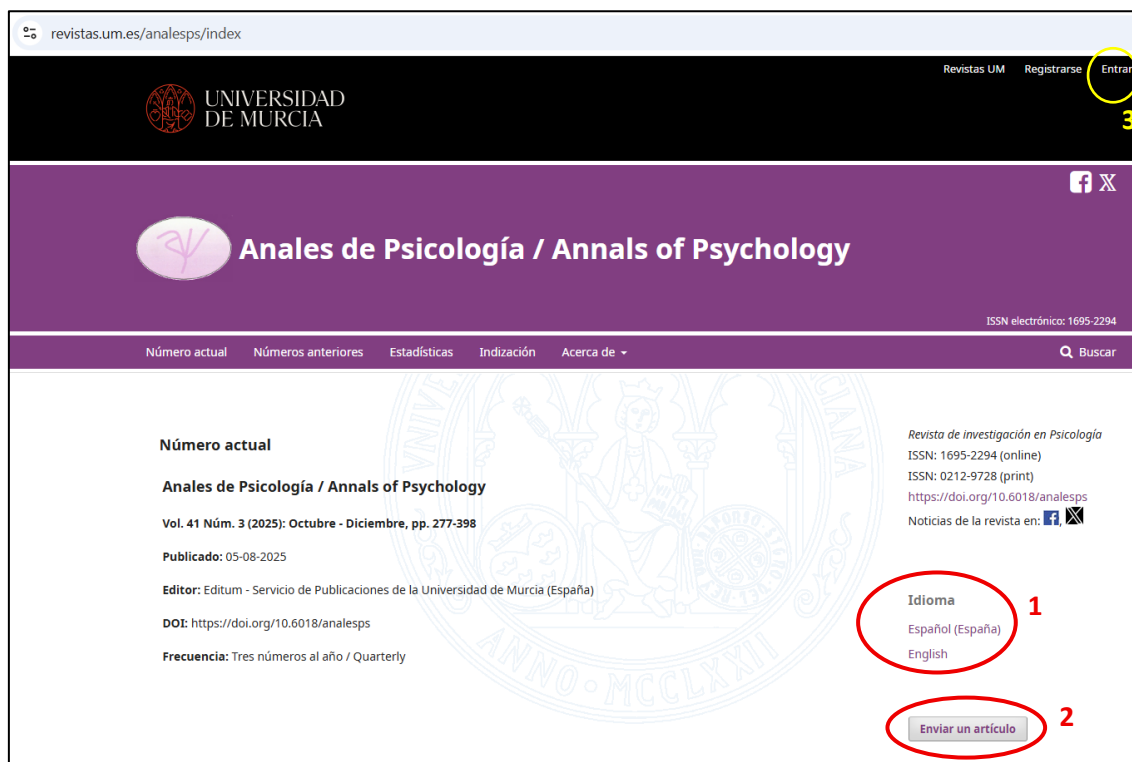 revistas.um.es/analesps/index
Revistas UM Registrarse Entrar
3
UNIVERSIDAD
DE MURCIA
Anales de Psicología / Annals of Psychology
ISSN electrónico: 1695-2294
Número actual Números anteriores Estadísticas Indización Acerca de Buscar
Número actual
Anales de Psicología / Annals of Psychology
Vol. 41 Núm. 3 (2025): Octubre - Diciembre, pp. 277-398
Publicado: 05-08-2025
Editor: Editum - Servicio de Publicaciones de la Universidad de Murcia (España)
DOI: https://doi.org/10.6018/analesps
Frecuencia: Tres números al año / Quarterly
Revista de investigación en Psicología
ISSN: 1695-2294 (online)
ISSN: 0212-9728 (print)
https://doi.org/10.6018/analesps
Noticias de la revista en: ,
Idioma
1
Español (España)
English
Enviar un artículo
2
ANNO · MCCLXXII